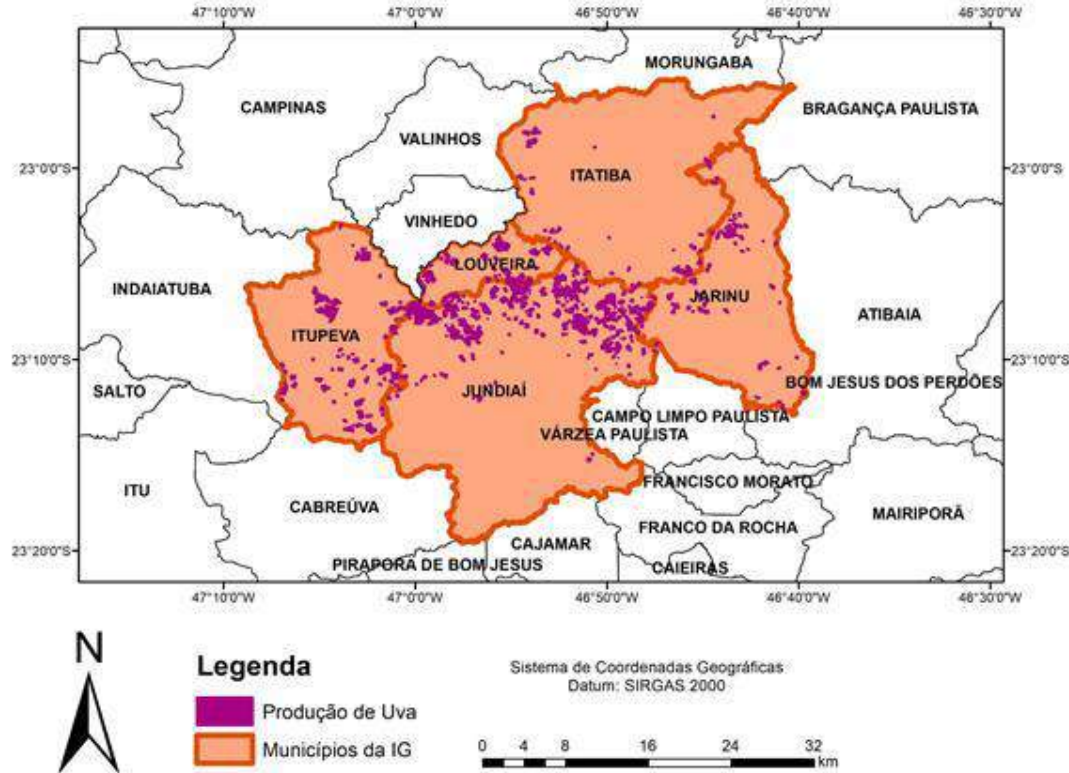 47°10'0"W 47°0'0"W 46°50'0"W 46°40'0"W 46°30'0"W
MORUNGABA
CAMPINAS
BRAGANÇA PAULISTA
VALINHOS
23°0'0"S
23°0'0"S
ITATIBA
VINHEDO
LOUVEIRA
INDAIATUBA
JARINU
ATIBAIA
ITUPEVA
23°10'0"S
23°10'0"S
SALTO
JUNDIAÍ
BOM JESUS DOS PERDÕES
CAMPO LIMPO PAULISTA
VÁRZEA PAULISTA
ITU
FRANCISCO MORATO
CABREÚVA
MAIRIPORÃ
FRANCO DA ROCHA
CAJAMAR
23°20'0"S
23°20'0"S
PIRAPORA DE BOM JESUS
CAIEIRAS
47°10'0"W 47°0'0"W 46°50'0"W 46°40'0"W 46°30'0"W
N
Legenda
Produção de Uva
Municípios da IG
Sistema de Coordenadas Geográficas
Datum: SIRGAS 2000
0 2 4 8 16 24 32
km